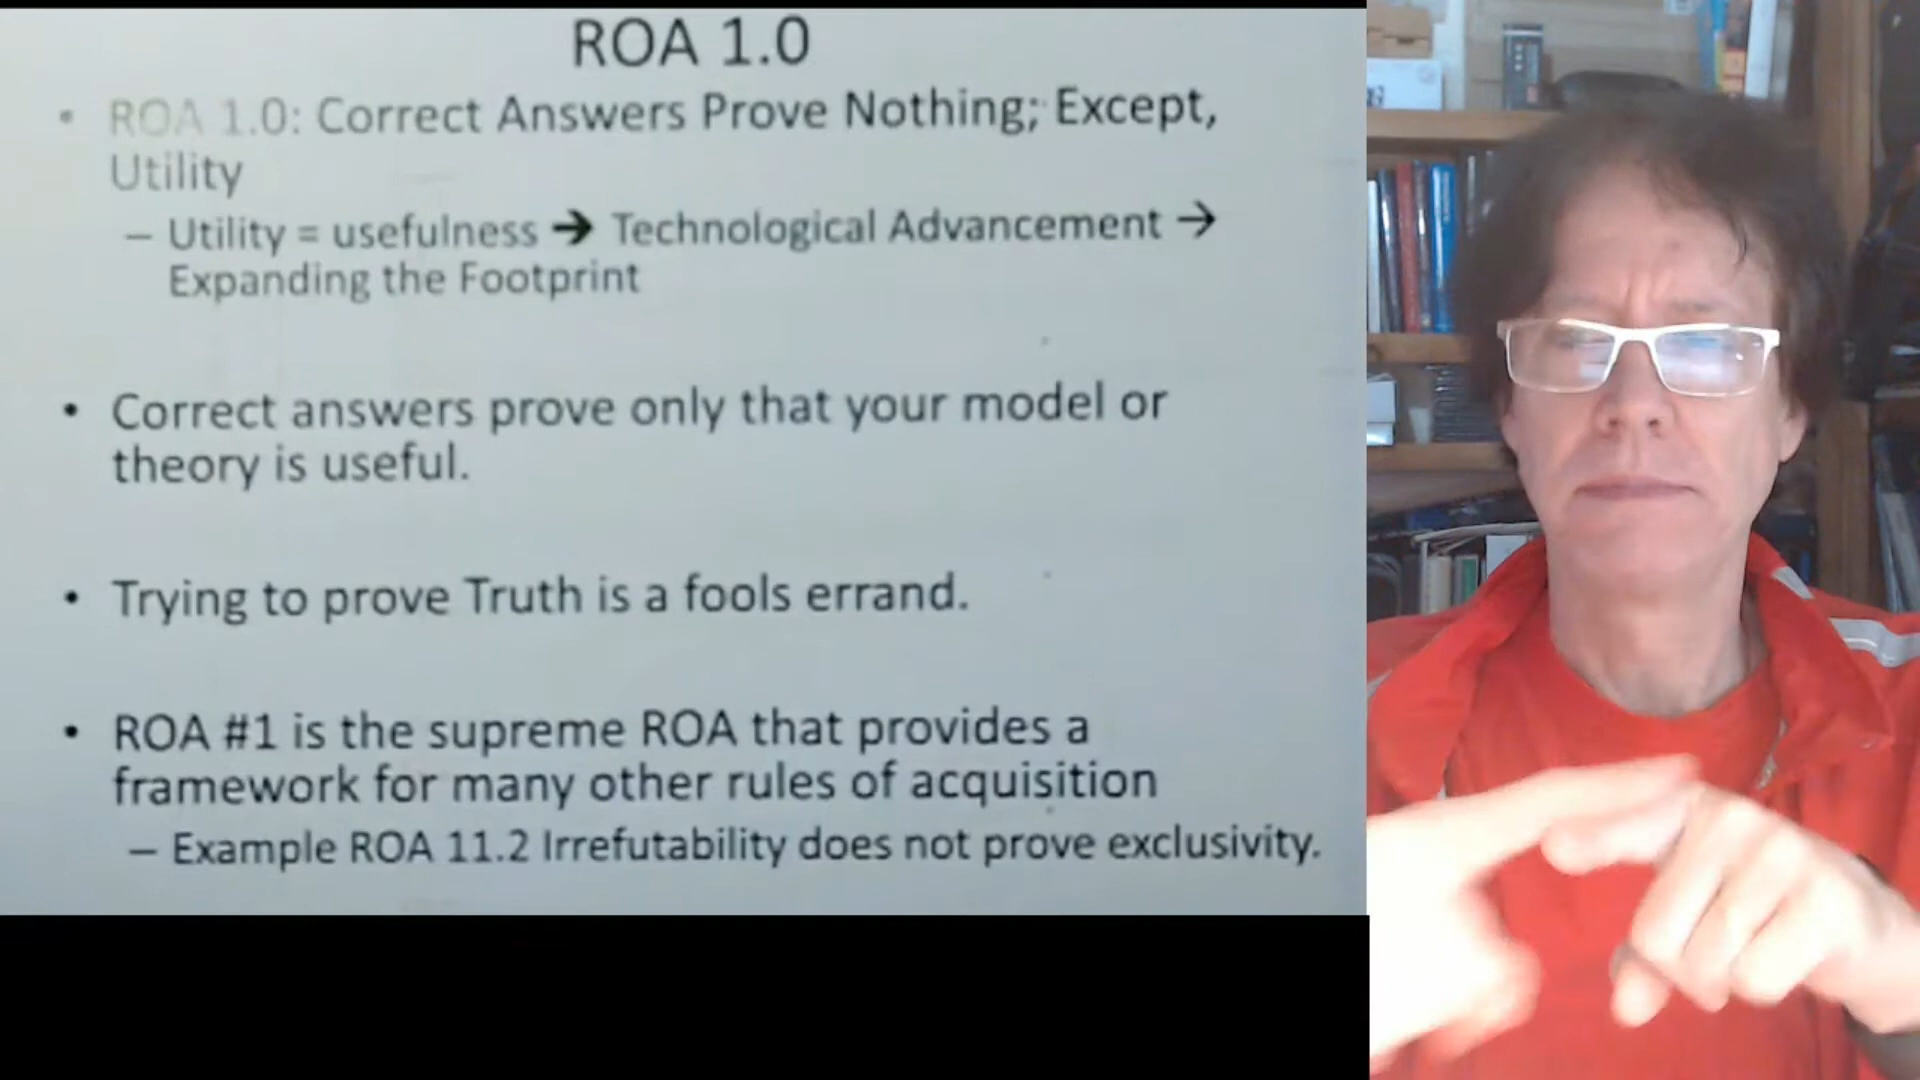 ROA 1.0
• ROA 1.0: Correct Answers Prove Nothing; Except,
Utility
– Utility = usefulness → Technological Advancement →
Expanding the Footprint
• Correct answers prove only that your model or
theory is useful.
• Trying to prove Truth is a fools errand.
• ROA #1 is the supreme ROA that provides a
framework for many other rules of acquisition
– Example ROA 11.2 Irrefutability does not prove exclusivity.